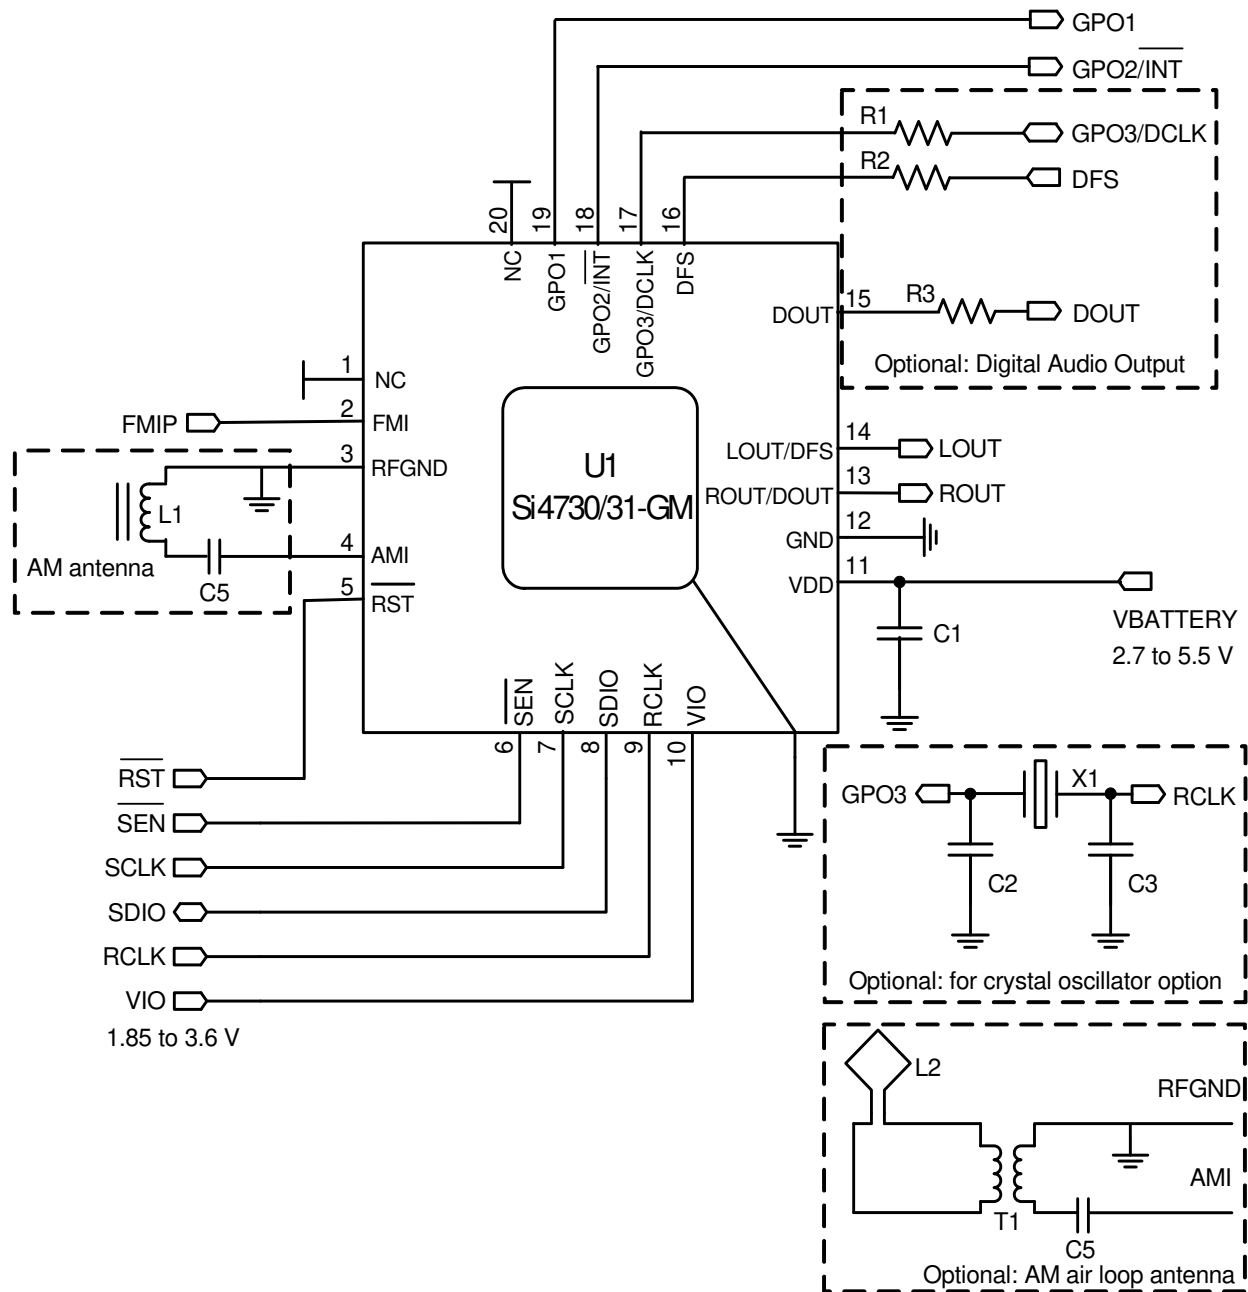 GPO1
GPO2/INT
R1
GPO3/DCLK
R2
DFS
20
19
18
17
16
NC
GPO1
GPO2/INT
GPO3/DCLK
DFS
DOUT
15
R3
DOUT
Optional: Digital Audio Output
1
NC
FMIP
2
FMI
3
RFGND
L1
4
AMI
AM antenna
C5
5
RST
U1
Si4730/31-GM
LOUT/DFS
14
LOUT
ROUT/DOUT
13
ROUT
GND
12
VDD
11
C1
VBATTERY
2.7 to 5.5 V
SEN
SCLK
SDIO
RCLK
VIO
6
7
8
9
10
RST
SEN
SCLK
SDIO
RCLK
VIO
1.85 to 3.6 V
GPO3
X1
RCLK
C2
C3
Optional: for crystal oscillator option
L2
RFGND
AMI
T1
C5
Optional: AM air loop antenna